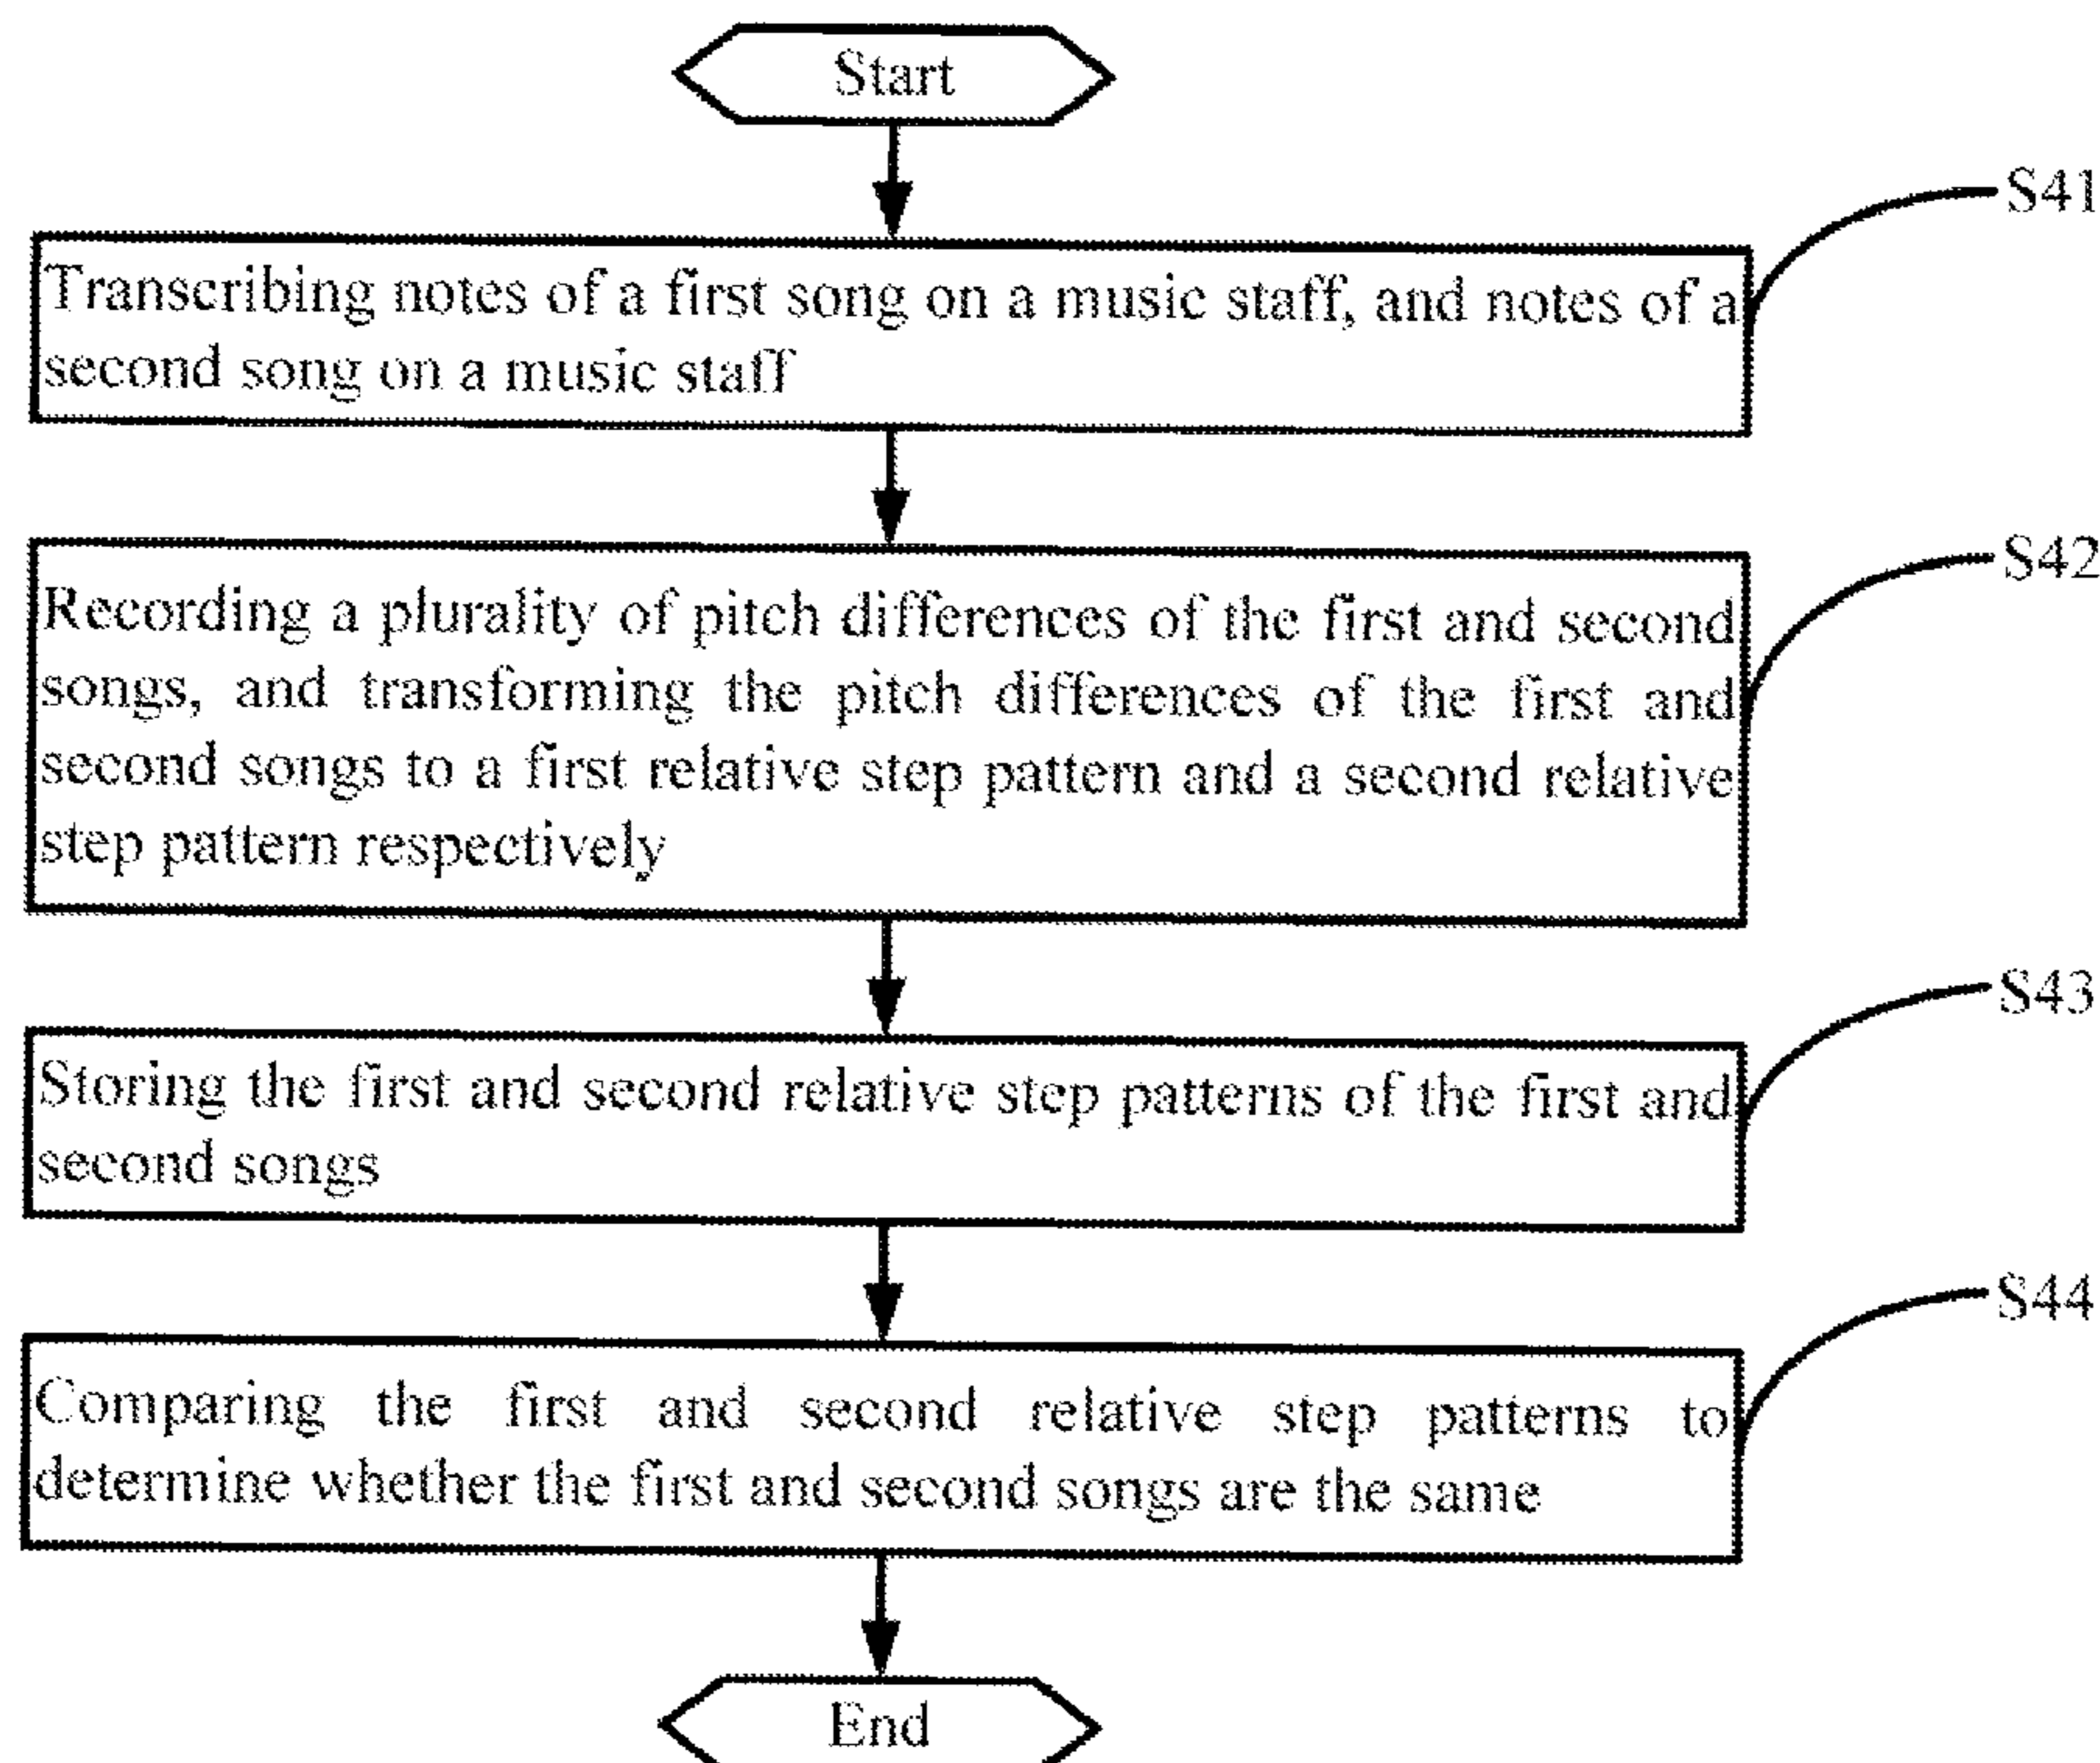 Start
S41
Transcribing notes of a first song on a music staff, and notes of a
second song on a music staff
S42
Recording a plurality of pitch differences of the first and second
songs, and transforming the pitch differences of the first and
second songs to a first relative step pattern and a second relative
step pattern respectively
S43
Storing the first and second relative step patterns of the first and
second songs
S44
Comparing the first and second relative step patterns to
determine whether the first and second songs are the same
End